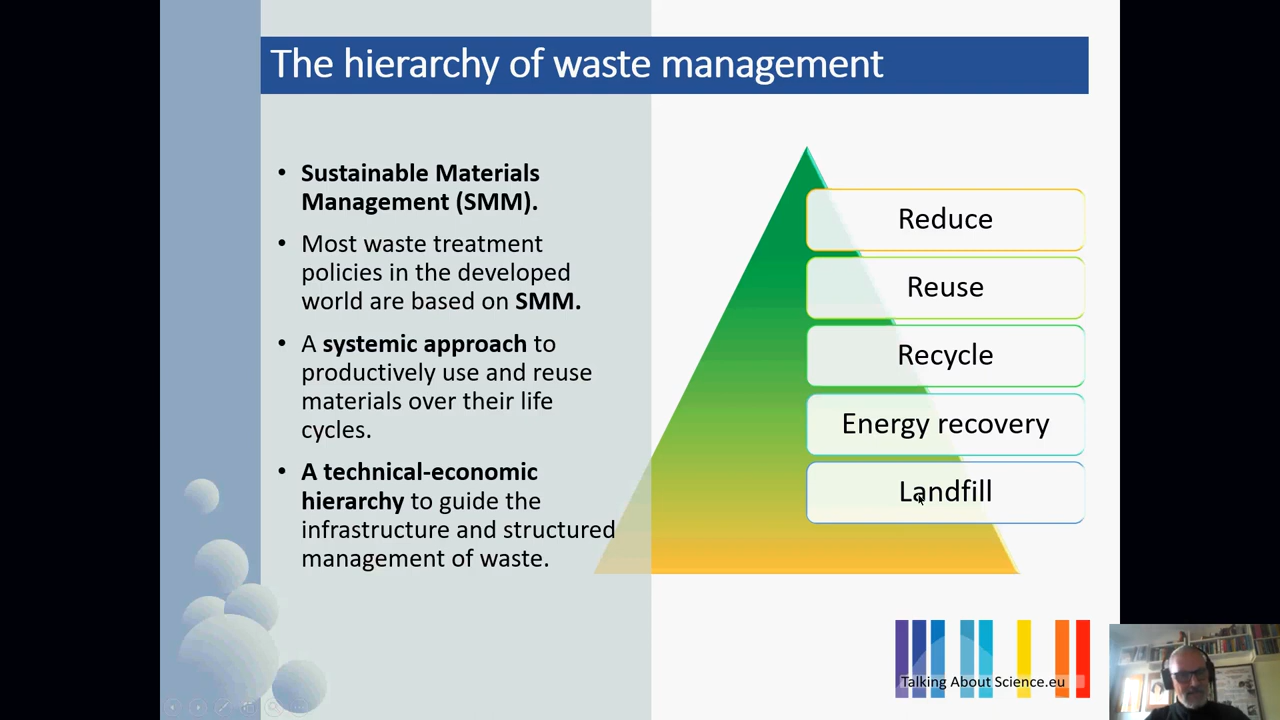 The hierarchy of waste management
• Sustainable Materials
Management (SMM).
• Most waste treatment
policies in the developed
world are based on SMM.
• A systemic approach to
productively use and reuse
materials over their life
cycles.
• A technical-economic
hierarchy to guide the
infrastructure and structured
management of waste.
Reduce
Reuse
Recycle
Energy recovery
Landfill
Talking About Science.eu